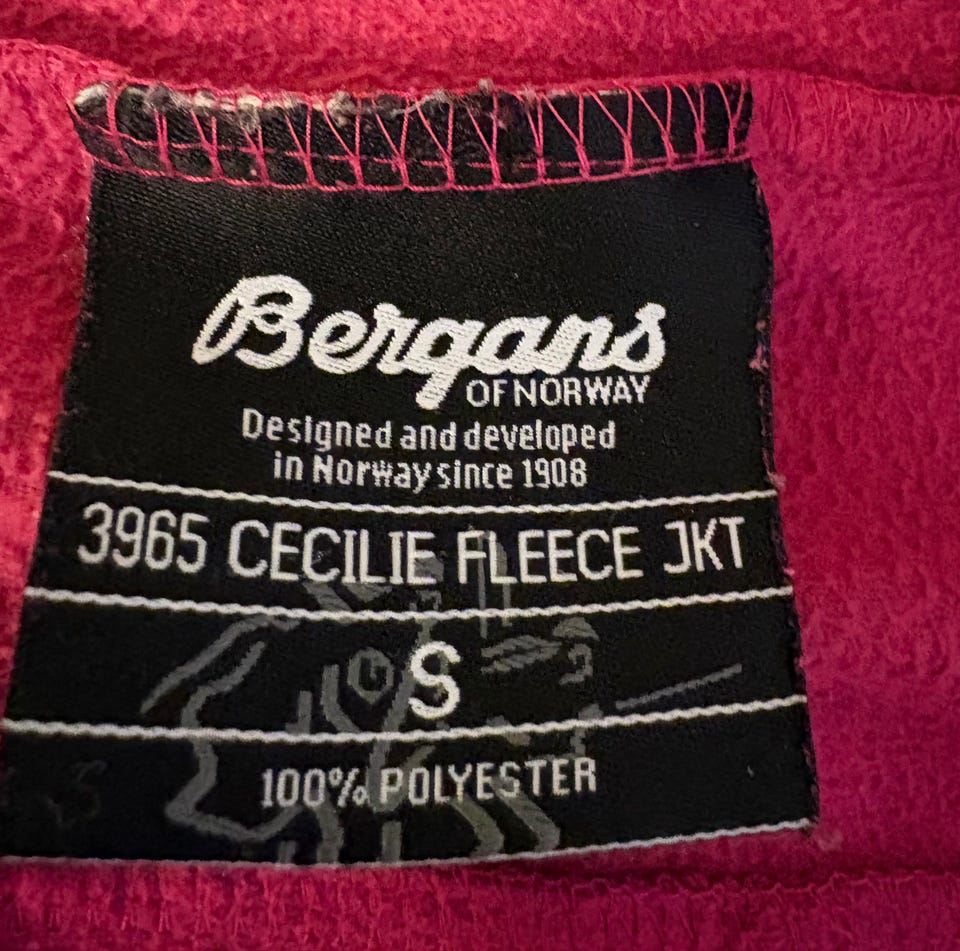 Bergans
OF NORWAY
Designed and developed
in Norway since 1908
3965 CECILIE FLEECE JKT
S
100% POLYESTER